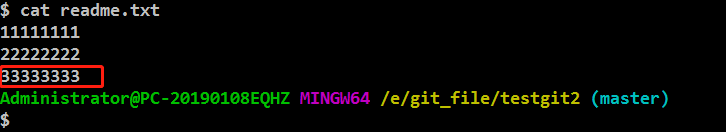 $ cat readme.txt
11111111
22222222
33333333
Administrator@PC-20190108EQHZ MINGW64 /e/git_file/testgit2 (master)
$